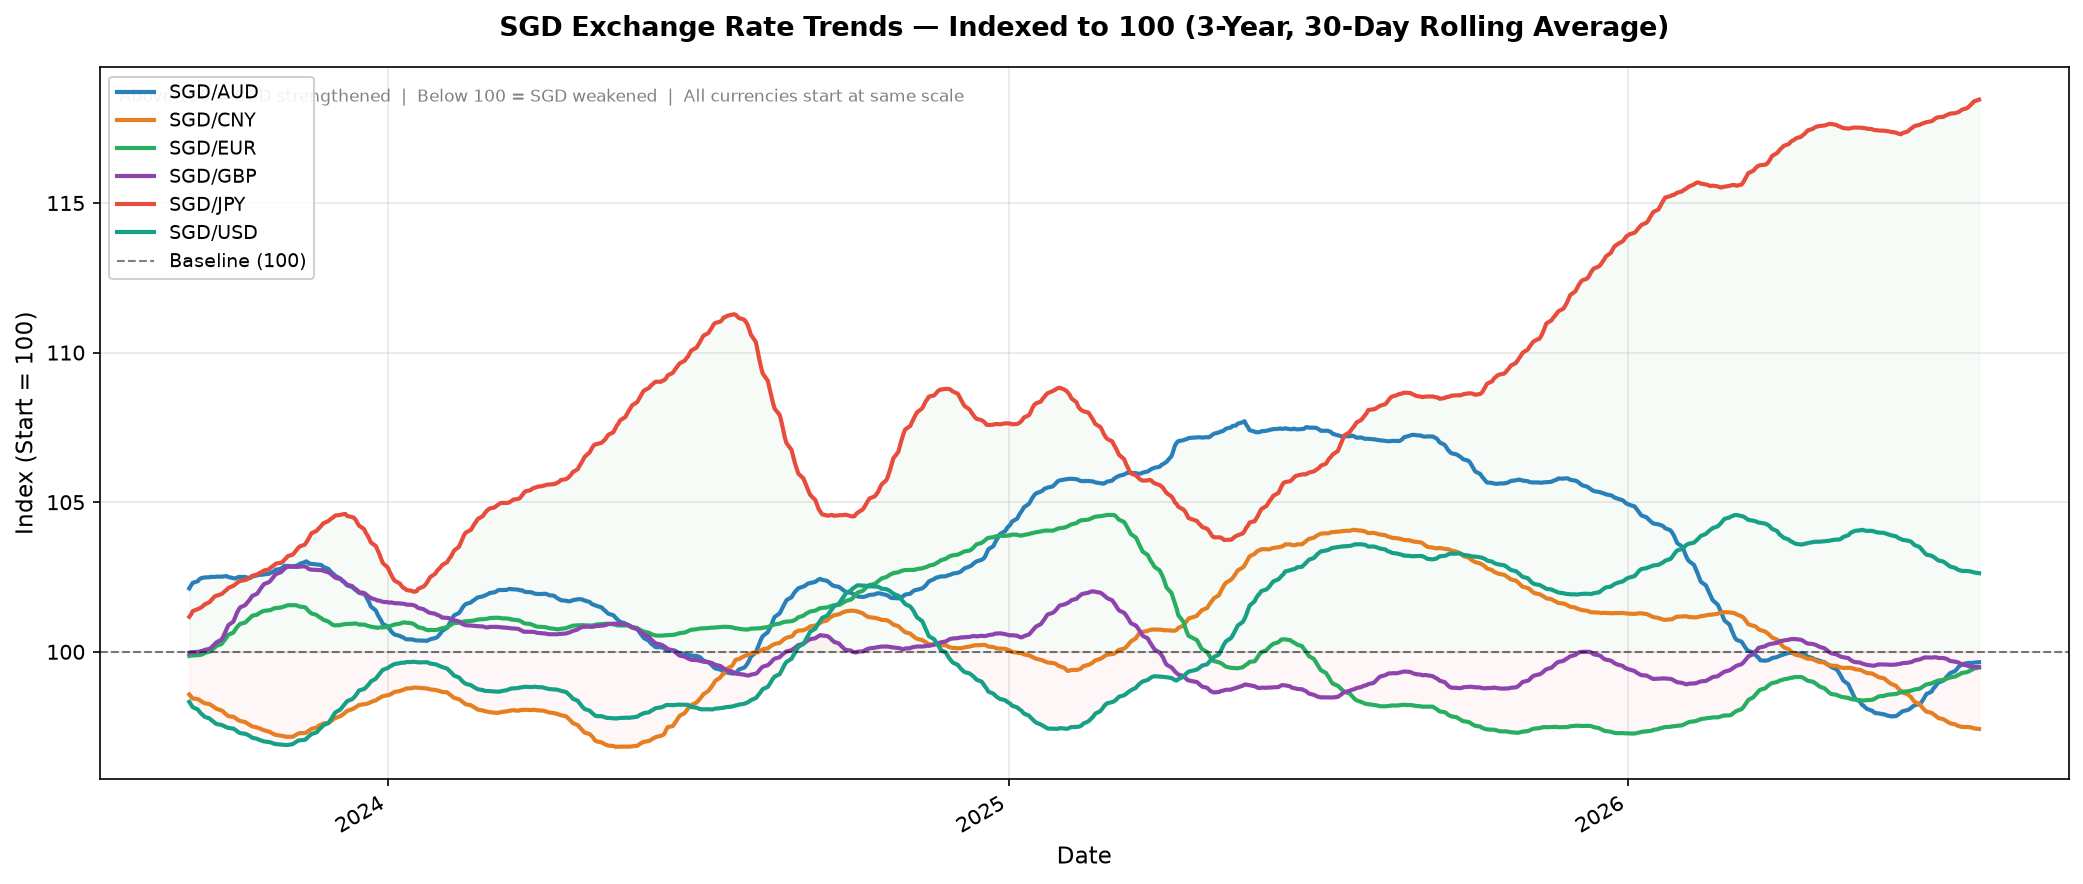 SGD Exchange Rate Trends — Indexed to 100 (3-Year, 30-Day Rolling Average)
strengthened | Below 100 = SGD weakened | All currencies start at same scale
SGD/AUD
SGD/CNY
SGD/EUR
SGD/GBP
SGD/JPY
SGD/USD
Baseline (100)
Index (Start = 100)
115
110
105
100
2024
2025
2026
Date